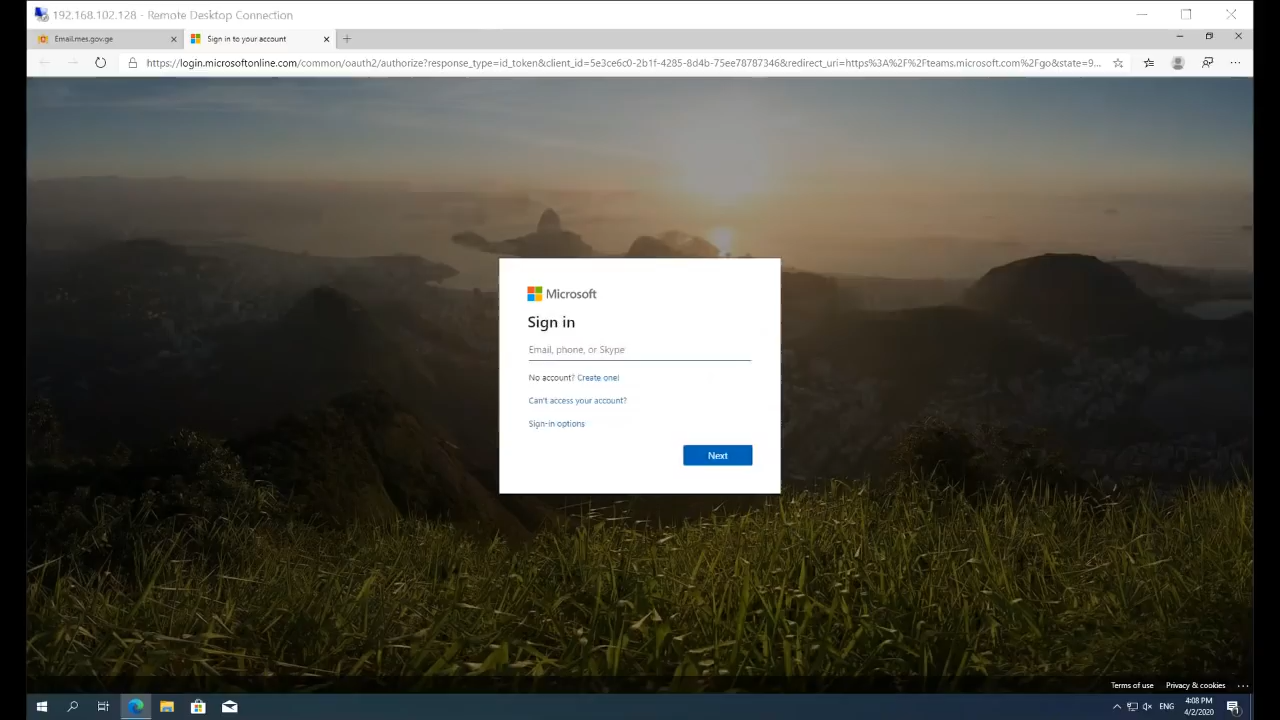 192.168.102.128 - Remote Desktop Connection
Email.mes.gov.ge
Sign in to your account
https://login.microsoftonline.com/common/oauth2/authorize?response_type=id_token&client_id=5e3ce6c0-2b1f-4285-8d4b-75ee78787346&redirect_uri=https%3A%2F%2Fteams.microsoft.com%2Fgo&state=9...
Microsoft
Sign in
Email, phone, or Skype
No account? Create one!
Can't access your account?
Sign-in options
Next
Terms of use Privacy & cookies ...
ENG
4:08 PM
4/2/2020